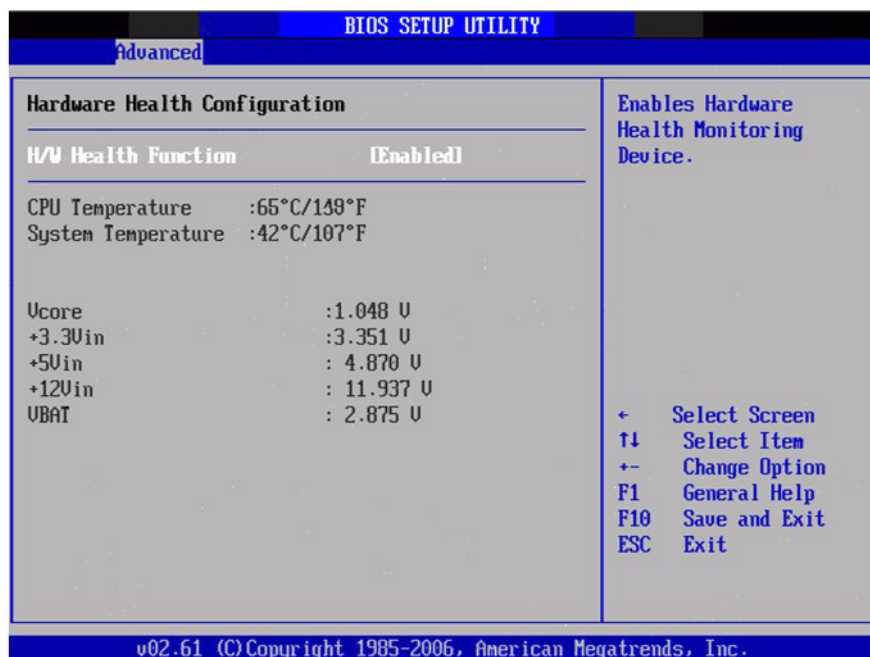 BIOS SETUP UTILITY
Advanced
Hardware Health Configuration
H/W Health Function [Enabled]
CPU Temperature :65°C/149°F
System Temperature :42°C/107°F
Vcore :1.048 V
+3.3Vin :3.351 V
+5Vin : 4.870 V
+12Vin : 11.937 V
VBAT : 2.875 V
Enables Hardware
Health Monitoring
Device.
← Select Screen
↑↓ Select Item
+- Change Option
F1 General Help
F10 Save and Exit
ESC Exit
v02.61 (C)Copyright 1985-2006, American Megatrends, Inc.